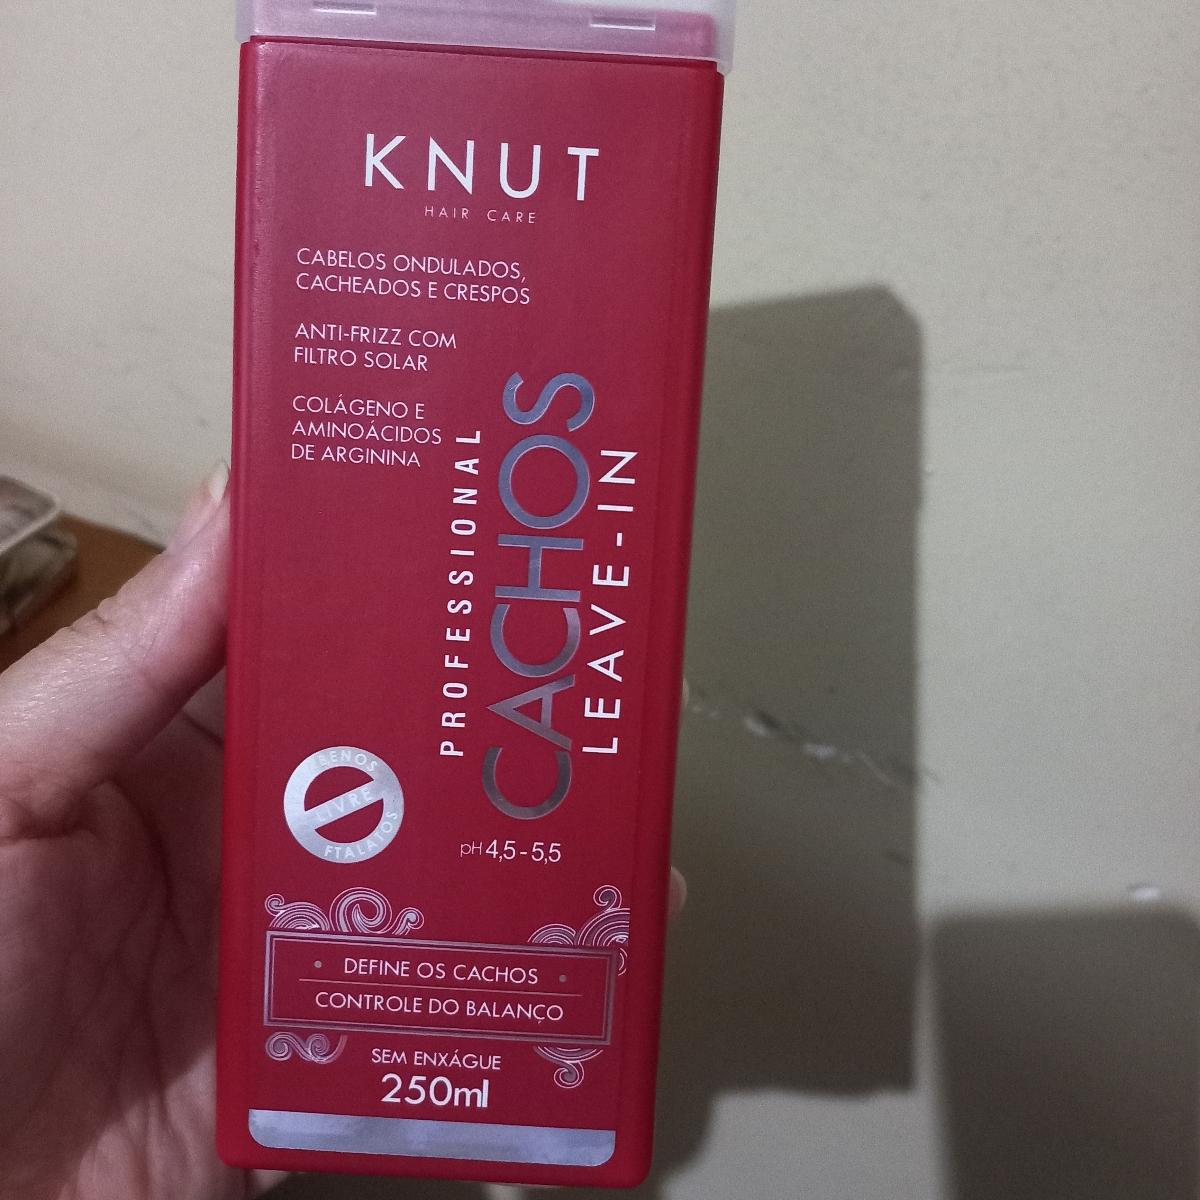 KNUT
HAIR CARE
CABELOS ONDULADOS,
CACHEADOS E CRESPOS
ANTI-FRIZZ COM
FILTRO SOLAR
COLÁGENO E
AMINOÁCIDOS
DE ARGININA
PROFESSIONAL
CACHOS
LEAVE-IN
LIVRE
FTALATOS
pH 4,5 - 5,5
• DEFINE OS CACHOS •
CONTROLE DO BALANÇO
SEM ENXÁGUE
250ml